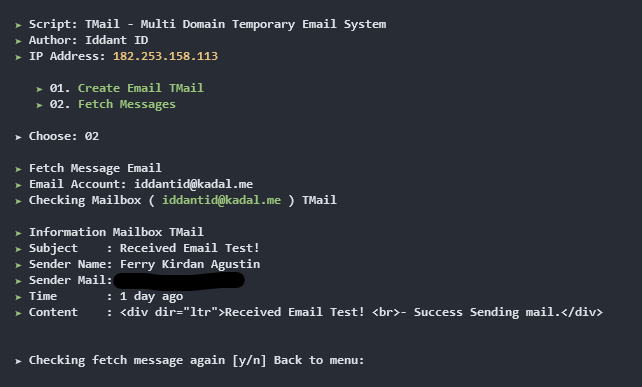 ➤ Script: TMail - Multi Domain Temporary Email System
➤ Author: Iddant ID
➤ IP Address: 182.253.158.113
➤ 01. Create Email TMail
➤ 02. Fetch Messages
➤ Choose: 02
➤ Fetch Message Email
➤ Email Account: iddantid@kadal.me
➤ Checking Mailbox ( iddantid@kadal.me ) TMail
➤ Information Mailbox TMail
➤ Subject    : Received Email Test!
➤ Sender Name: Ferry Kirdan Agustin
➤ Sender Mail:
➤ Time       : 1 day ago
➤ Content    : <div dir="ltr">Received Email Test! <br>- Success Sending mail.</div>
➤ Checking fetch message again [y/n] Back to menu: